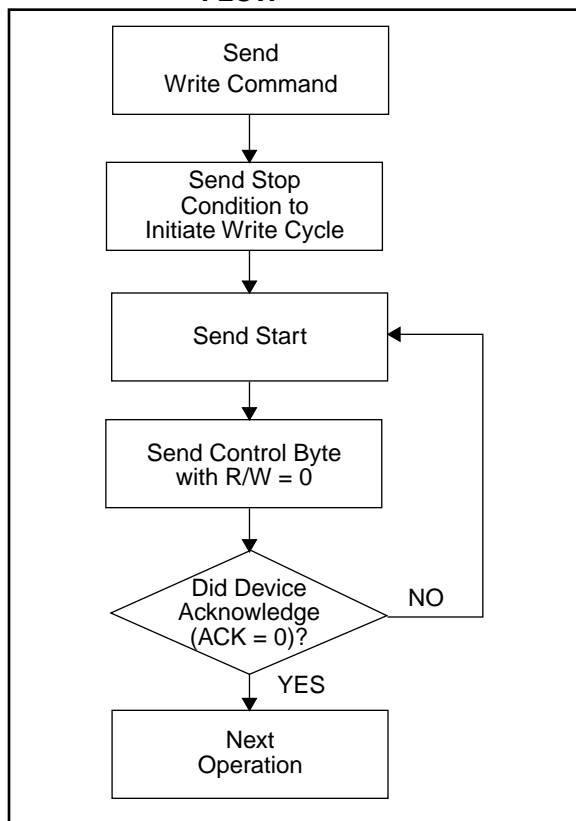 FLOW
Send
Write Command
Send Stop
Condition to
Initiate Write Cycle
Send Start
Send Control Byte
with R/W = 0
Did Device
Acknowledge
(ACK = 0)?
NO
YES
Next
Operation